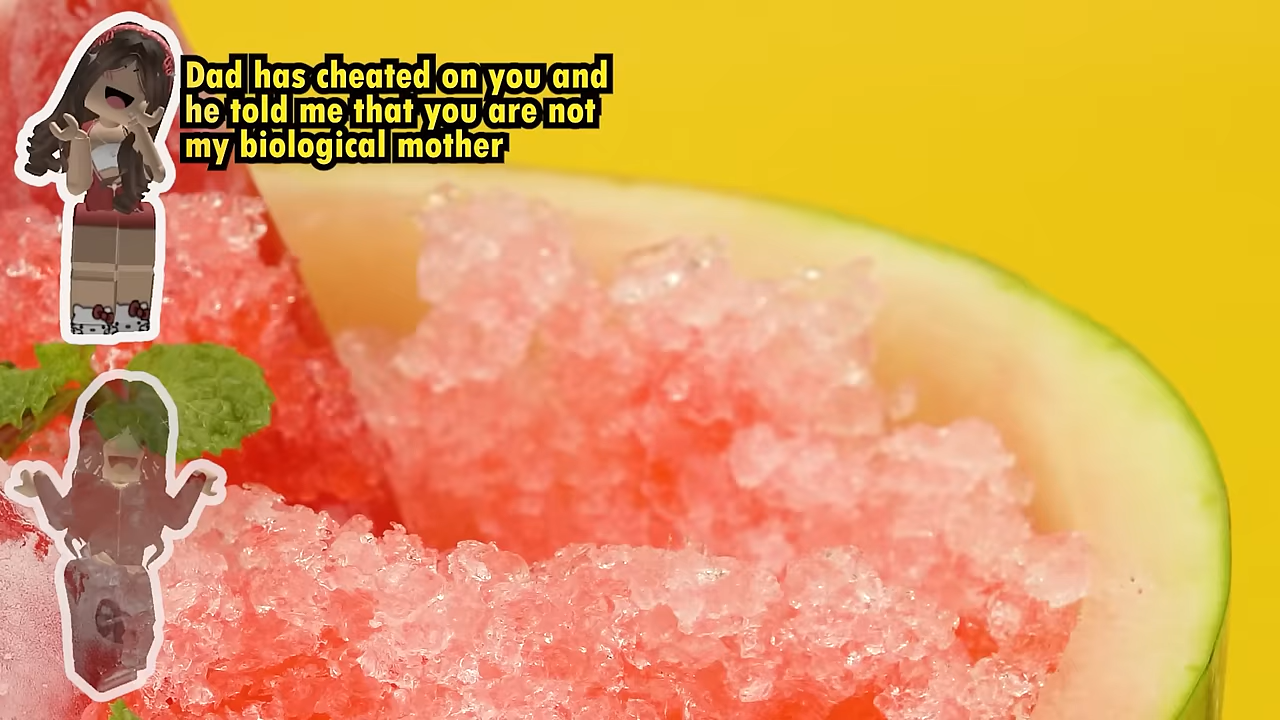 Dad has cheated on you and
he told me that you are not
my biological mother